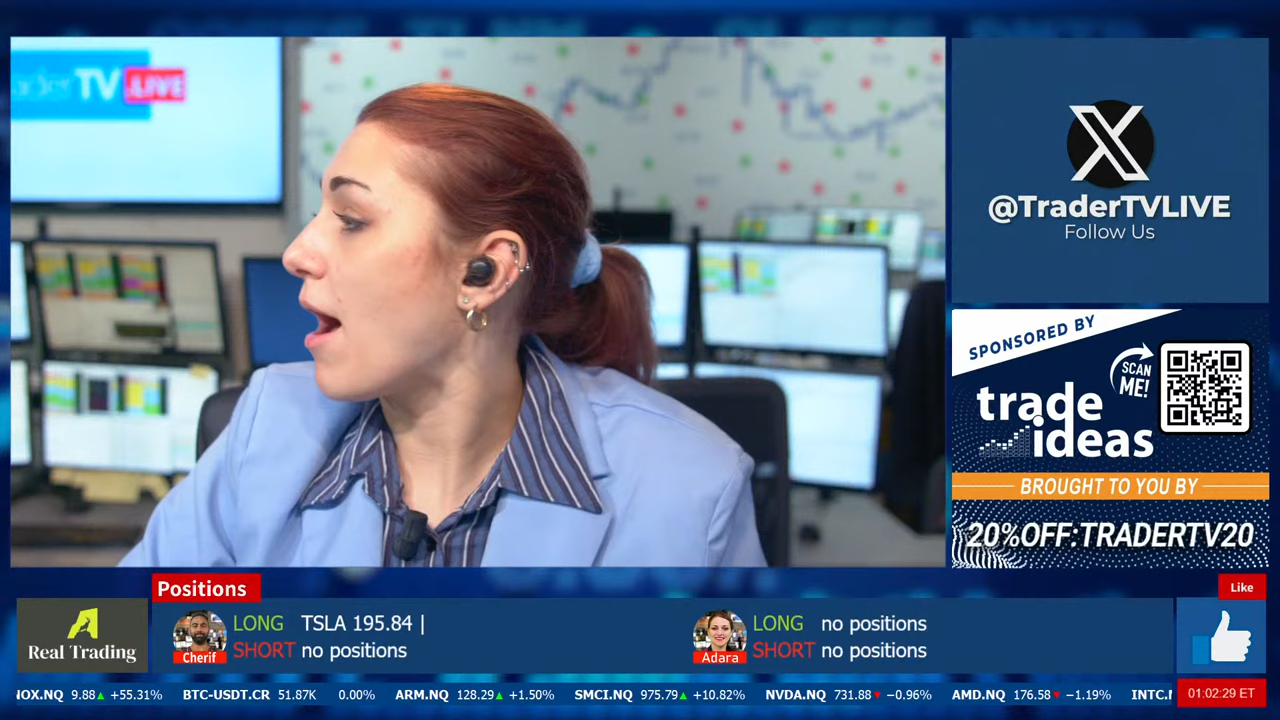 aderTV .LIVE
@TraderTVLIVE
Follow Us
SPONSORED BY
SCAN
ME!
trade
ideas
BROUGHT TO YOU BY
20%OFF:TRADERTV20
Positions
Like
LONG TSLA 195.84 |
SHORT no positions
Cherif
LONG no positions
SHORT no positions
Adara
Real Trading
IOX.NQ 9.88▲ +55.31% BTC-USDT.CR 51.87K 0.00% ARM.NQ 128.29▲ +1.50% SMCI.NQ 975.79▲ +10.82% NVDA.NQ 731.88▼ −0.96% AMD.NQ 176.58▼ −1.19% INTC.N
01:02:29 ET